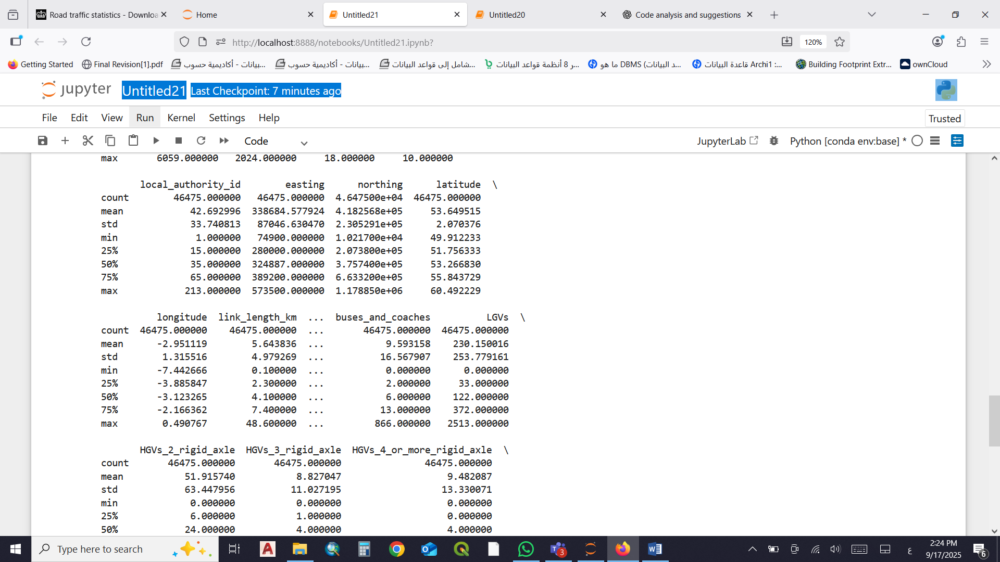 Road traffic statistics - Downloa
Home
Untitled21
Untitled20
Code analysis and suggestions
http://localhost:8888/notebooks/Untitled21.ipynb?
120%
Getting Started
Final Revision[1].pdf
بيانات - أكاديمية حسوب...
بيانات - أكاديمية حسوب...
شامل إلى قواعد البيانات...
ر 8 أنظمة قواعد البيانات...
ما هو DBMS (د البيانات...
قاعدة البيانات Archi1 :...
Building Footprint Extr...
ownCloud
jupyter
Untitled21 Last Checkpoint: 7 minutes ago
File Edit View Run Kernel Settings Help
Trusted
Code
JupyterLab
Python [conda env:base] *
max 6059.000000 2024.000000 18.000000 10.000000
local_authority_id easting northing latitude \
count 46475.000000 46475.000000 4.647500e+04 46475.000000
mean 42.692996 338684.577924 4.182568e+05 53.649515
std 33.740813 87046.630470 2.305291e+05 2.070376
min 1.000000 74900.000000 1.021700e+04 49.912233
25% 15.000000 280000.000000 2.073800e+05 51.756333
50% 35.000000 324887.000000 3.757400e+05 53.266830
75% 65.000000 389200.000000 6.633200e+05 55.843729
max 213.000000 573500.000000 1.178850e+06 60.492229
longitude link_length_km ... buses_and_coaches LGVs \
count 46475.000000 46475.000000 ... 46475.000000 46475.000000
mean -2.951119 5.643836 ... 9.593158 230.150016
std 1.315516 4.979269 ... 16.567907 253.779161
min -7.442666 0.100000 ... 0.000000 0.000000
25% -3.885847 2.300000 ... 2.000000 33.000000
50% -3.123265 4.100000 ... 6.000000 122.000000
75% -2.166362 7.400000 ... 13.000000 372.000000
max 0.490767 48.600000 ... 866.000000 2513.000000
HGVs_2_rigid_axle HGVs_3_rigid_axle HGVs_4_or_more_rigid_axle \
count 46475.000000 46475.000000 46475.000000
mean 51.915740 8.827047 9.482087
std 63.447956 11.027195 13.330071
min 0.000000 0.000000 0.000000
25% 6.000000 1.000000 0.000000
50% 24.000000 4.000000 4.000000
Type here to search
3
ع
2:24 PM
9/17/2025
6